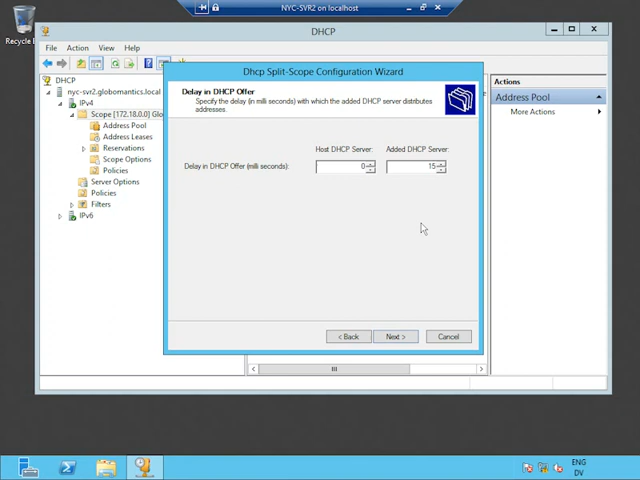 NYC-SVR2 on localhost
Recycle
DHCP
File Action View Help
DHCP
nyc-svr2.globomantics.local
IPv4
Scope [172.18.0.0]
Address Pool
Address Leases
Reservations
Scope Options
Policies
Server Options
Policies
Filters
IPv6
Dhcp Split-Scope Configuration Wizard
Delay in DHCP Offer
Specify the delay (in milli seconds) with which the added DHCP server distributes
addresses.
Host DHCP Server: Added DHCP Server:
Delay in DHCP Offer (milli seconds): 0 15
< Back Next > Cancel
Actions
Address Pool
More Actions
ENG
DV